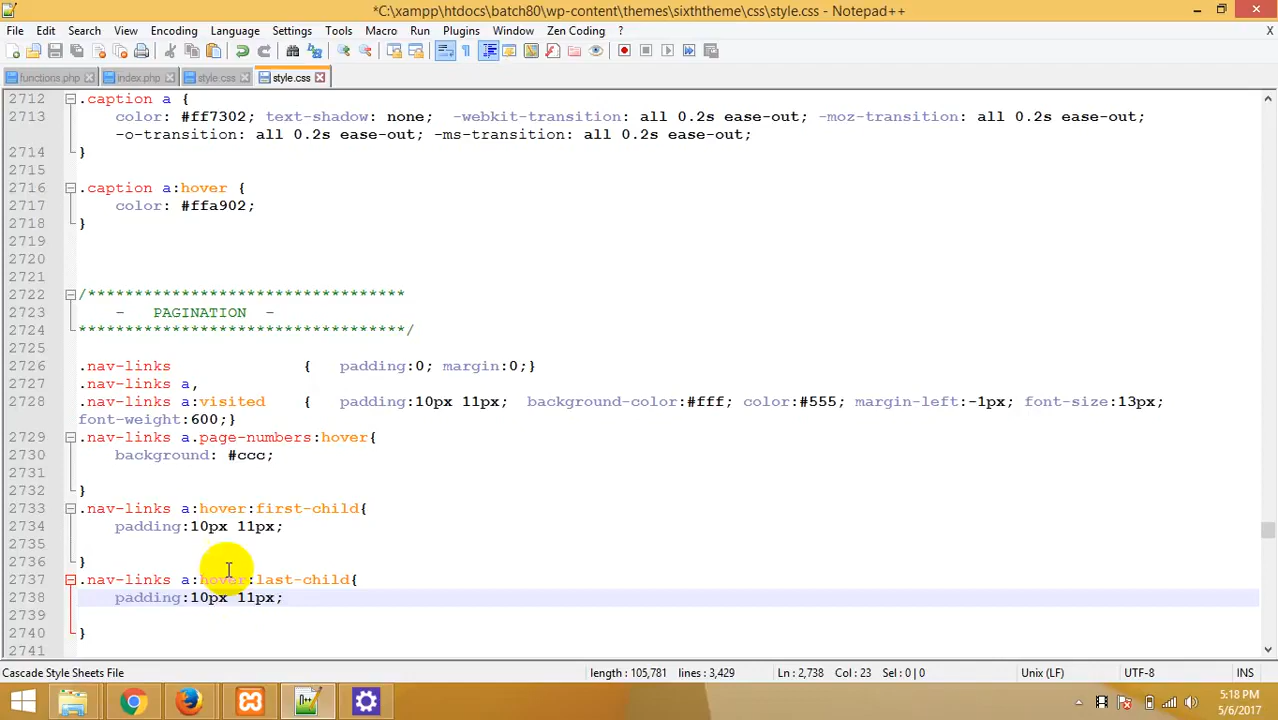 *C:\xampp\htdocs\batch80\wp-content\themes\sixththeme\css\style.css - Notepad++
File Edit Search View Encoding Language Settings Tools Macro Run Plugins Window Zen Coding ? X
functions.php index.php style.css style.css
2712 .caption a {
2713 color: #ff7302; text-shadow: none; -webkit-transition: all 0.2s ease-out; -moz-transition: all 0.2s ease-out;
-o-transition: all 0.2s ease-out; -ms-transition: all 0.2s ease-out;
2714 }
2715
2716 .caption a:hover {
2717 color: #ffa902;
2718 }
2719
2720
2721
2722 /**********************************
2723 - PAGINATION -
2724 ***********************************/
2725
2726 .nav-links { padding:0; margin:0;}
2727 .nav-links a,
2728 .nav-links a:visited { padding:10px 11px; background-color:#fff; color:#555; margin-left:-1px; font-size:13px;
font-weight:600;}
2729 .nav-links a.page-numbers:hover{
2730 background: #ccc;
2731
2732 }
2733 .nav-links a:hover:first-child{
2734 padding:10px 11px;
2735
2736 }
2737 .nav-links a:hover:last-child{
2738 padding:10px 11px;
2739
2740 }
2741
Cascade Style Sheets File length : 105,781 lines : 3,429 Ln : 2,738 Col : 23 Sel : 0 | 0 Unix (LF) UTF-8 INS
5:18 PM
5/6/2017